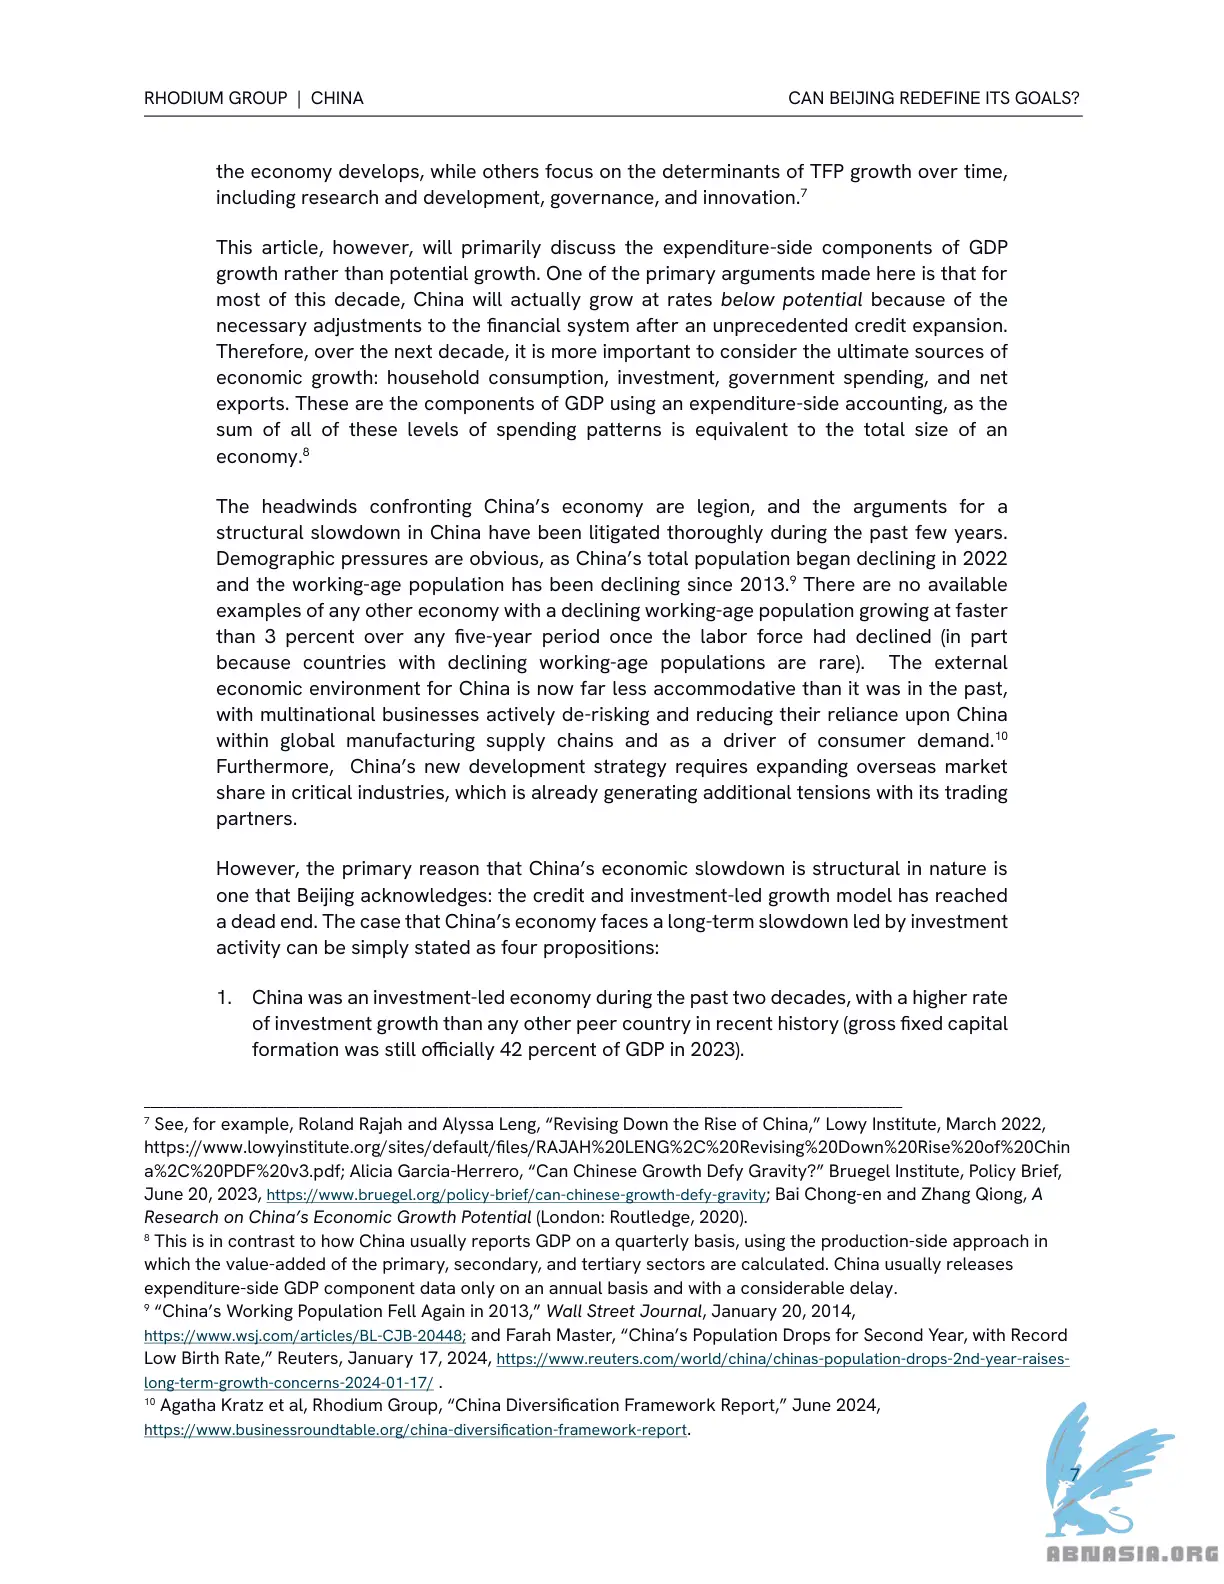 RHODIUM GROUP | CHINA
CAN BEIJING REDEFINE ITS GOALS?
the economy develops, while others focus on the determinants of TFP growth over time,
including research and development, governance, and innovation.7
This article, however, will primarily discuss the expenditure-side components of GDP
growth rather than potential growth. One of the primary arguments made here is that for
most of this decade, China will actually grow at rates below potential because of the
necessary adjustments to the financial system after an unprecedented credit expansion.
Therefore, over the next decade, it is more important to consider the ultimate sources of
economic growth: household consumption, investment, government spending, and net
exports. These are the components of GDP using an expenditure-side accounting, as the
sum of all of these levels of spending patterns is equivalent to the total size of an
economy.8
The headwinds confronting China's economy are legion, and the arguments for a
structural slowdown in China have been litigated thoroughly during the past few years.
Demographic pressures are obvious, as China's total population began declining in 2022
and the working-age population has been declining since 2013.9 There are no available
examples of any other economy with a declining working-age population growing at faster
than 3 percent over any five-year period once the labor force had declined (in part
because countries with declining working-age populations are rare). The external
economic environment for China is now far less accommodative than it was in the past,
with multinational businesses actively de-risking and reducing their reliance upon China
within global manufacturing supply chains and as a driver of consumer demand.10
Furthermore, China's new development strategy requires expanding overseas market
share in critical industries, which is already generating additional tensions with its trading
partners.
However, the primary reason that China's economic slowdown is structural in nature is
one that Beijing acknowledges: the credit and investment-led growth model has reached
a dead end. The case that China's economy faces a long-term slowdown led by investment
activity can be simply stated as four propositions:
1. China was an investment-led economy during the past two decades, with a higher rate
of investment growth than any other peer country in recent history (gross fixed capital
formation was still officially 42 percent of GDP in 2023).
7 See, for example, Roland Rajah and Alyssa Leng, "Revising Down the Rise of China," Lowy Institute, March 2022,
https://www.lowyinstitute.org/sites/default/files/RAJAH%20LENG%2C%20Revising%20Down%20Rise%20of%20Chin
a%2C%20PDF%20v3.pdf; Alicia Garcia-Herrero, "Can Chinese Growth Defy Gravity?" Bruegel Institute, Policy Brief,
June 20, 2023, https://www.bruegel.org/policy-brief/can-chinese-growth-defy-gravity; Bai Chong-en and Zhang Qiong, A
Research on China's Economic Growth Potential (London: Routledge, 2020).
8 This is in contrast to how China usually reports GDP on a quarterly basis, using the production-side approach in
which the value-added of the primary, secondary, and tertiary sectors are calculated. China usually releases
expenditure-side GDP component data only on an annual basis and with a considerable delay.
9 "China's Working Population Fell Again in 2013," Wall Street Journal, January 20, 2014,
https://www.wsj.com/articles/BL-CJB-20448; and Farah Master, "China's Population Drops for Second Year, with Record
Low Birth Rate," Reuters, January 17, 2024, https://www.reuters.com/world/china/chinas-population-drops-2nd-year-raises-
long-term-growth-concerns-2024-01-17/ .
10 Agatha Kratz et al, Rhodium Group, "China Diversification Framework Report," June 2024,
https://www.businessroundtable.org/china-diversification-framework-report.
7
ABNASIA.ORG